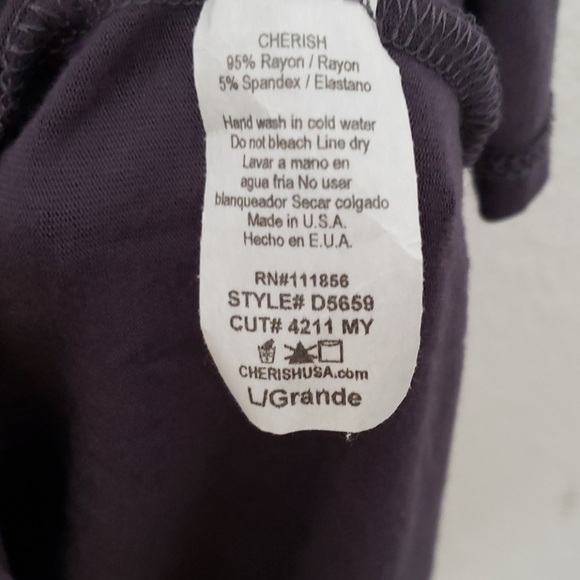 CHERISH
95% Rayon / Rayon
5% Spandex / Elastano
Hand wash in cold water
Do not bleach Line dry
Lavar a mano en
agua fria No user
blanqueador Secar colgado
Made in U.S.A.
Hecho en E.U.A.
RN#111856
STYLE# D5659
CUT# 4211 MY
CHERISHUSA.com
L/Grande